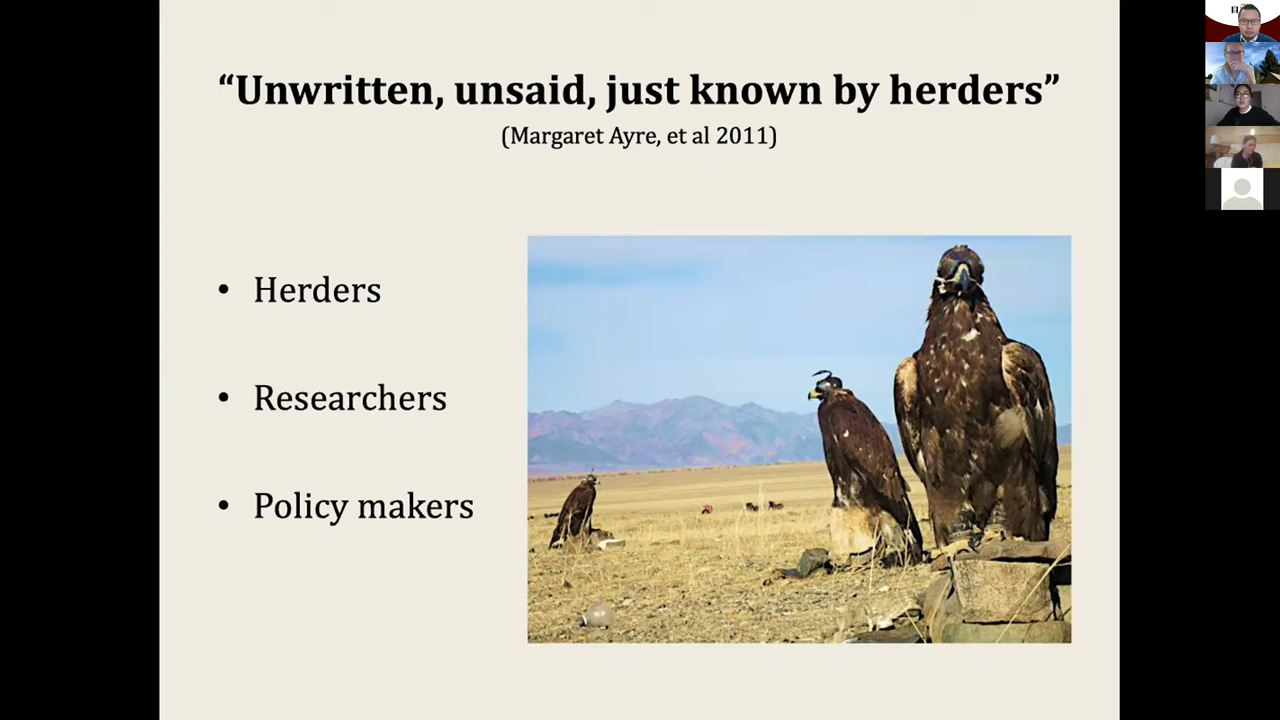 “Unwritten, unsaid, just known by herders”
(Margaret Ayre, et al 2011)
• Herders
• Researchers
• Policy makers